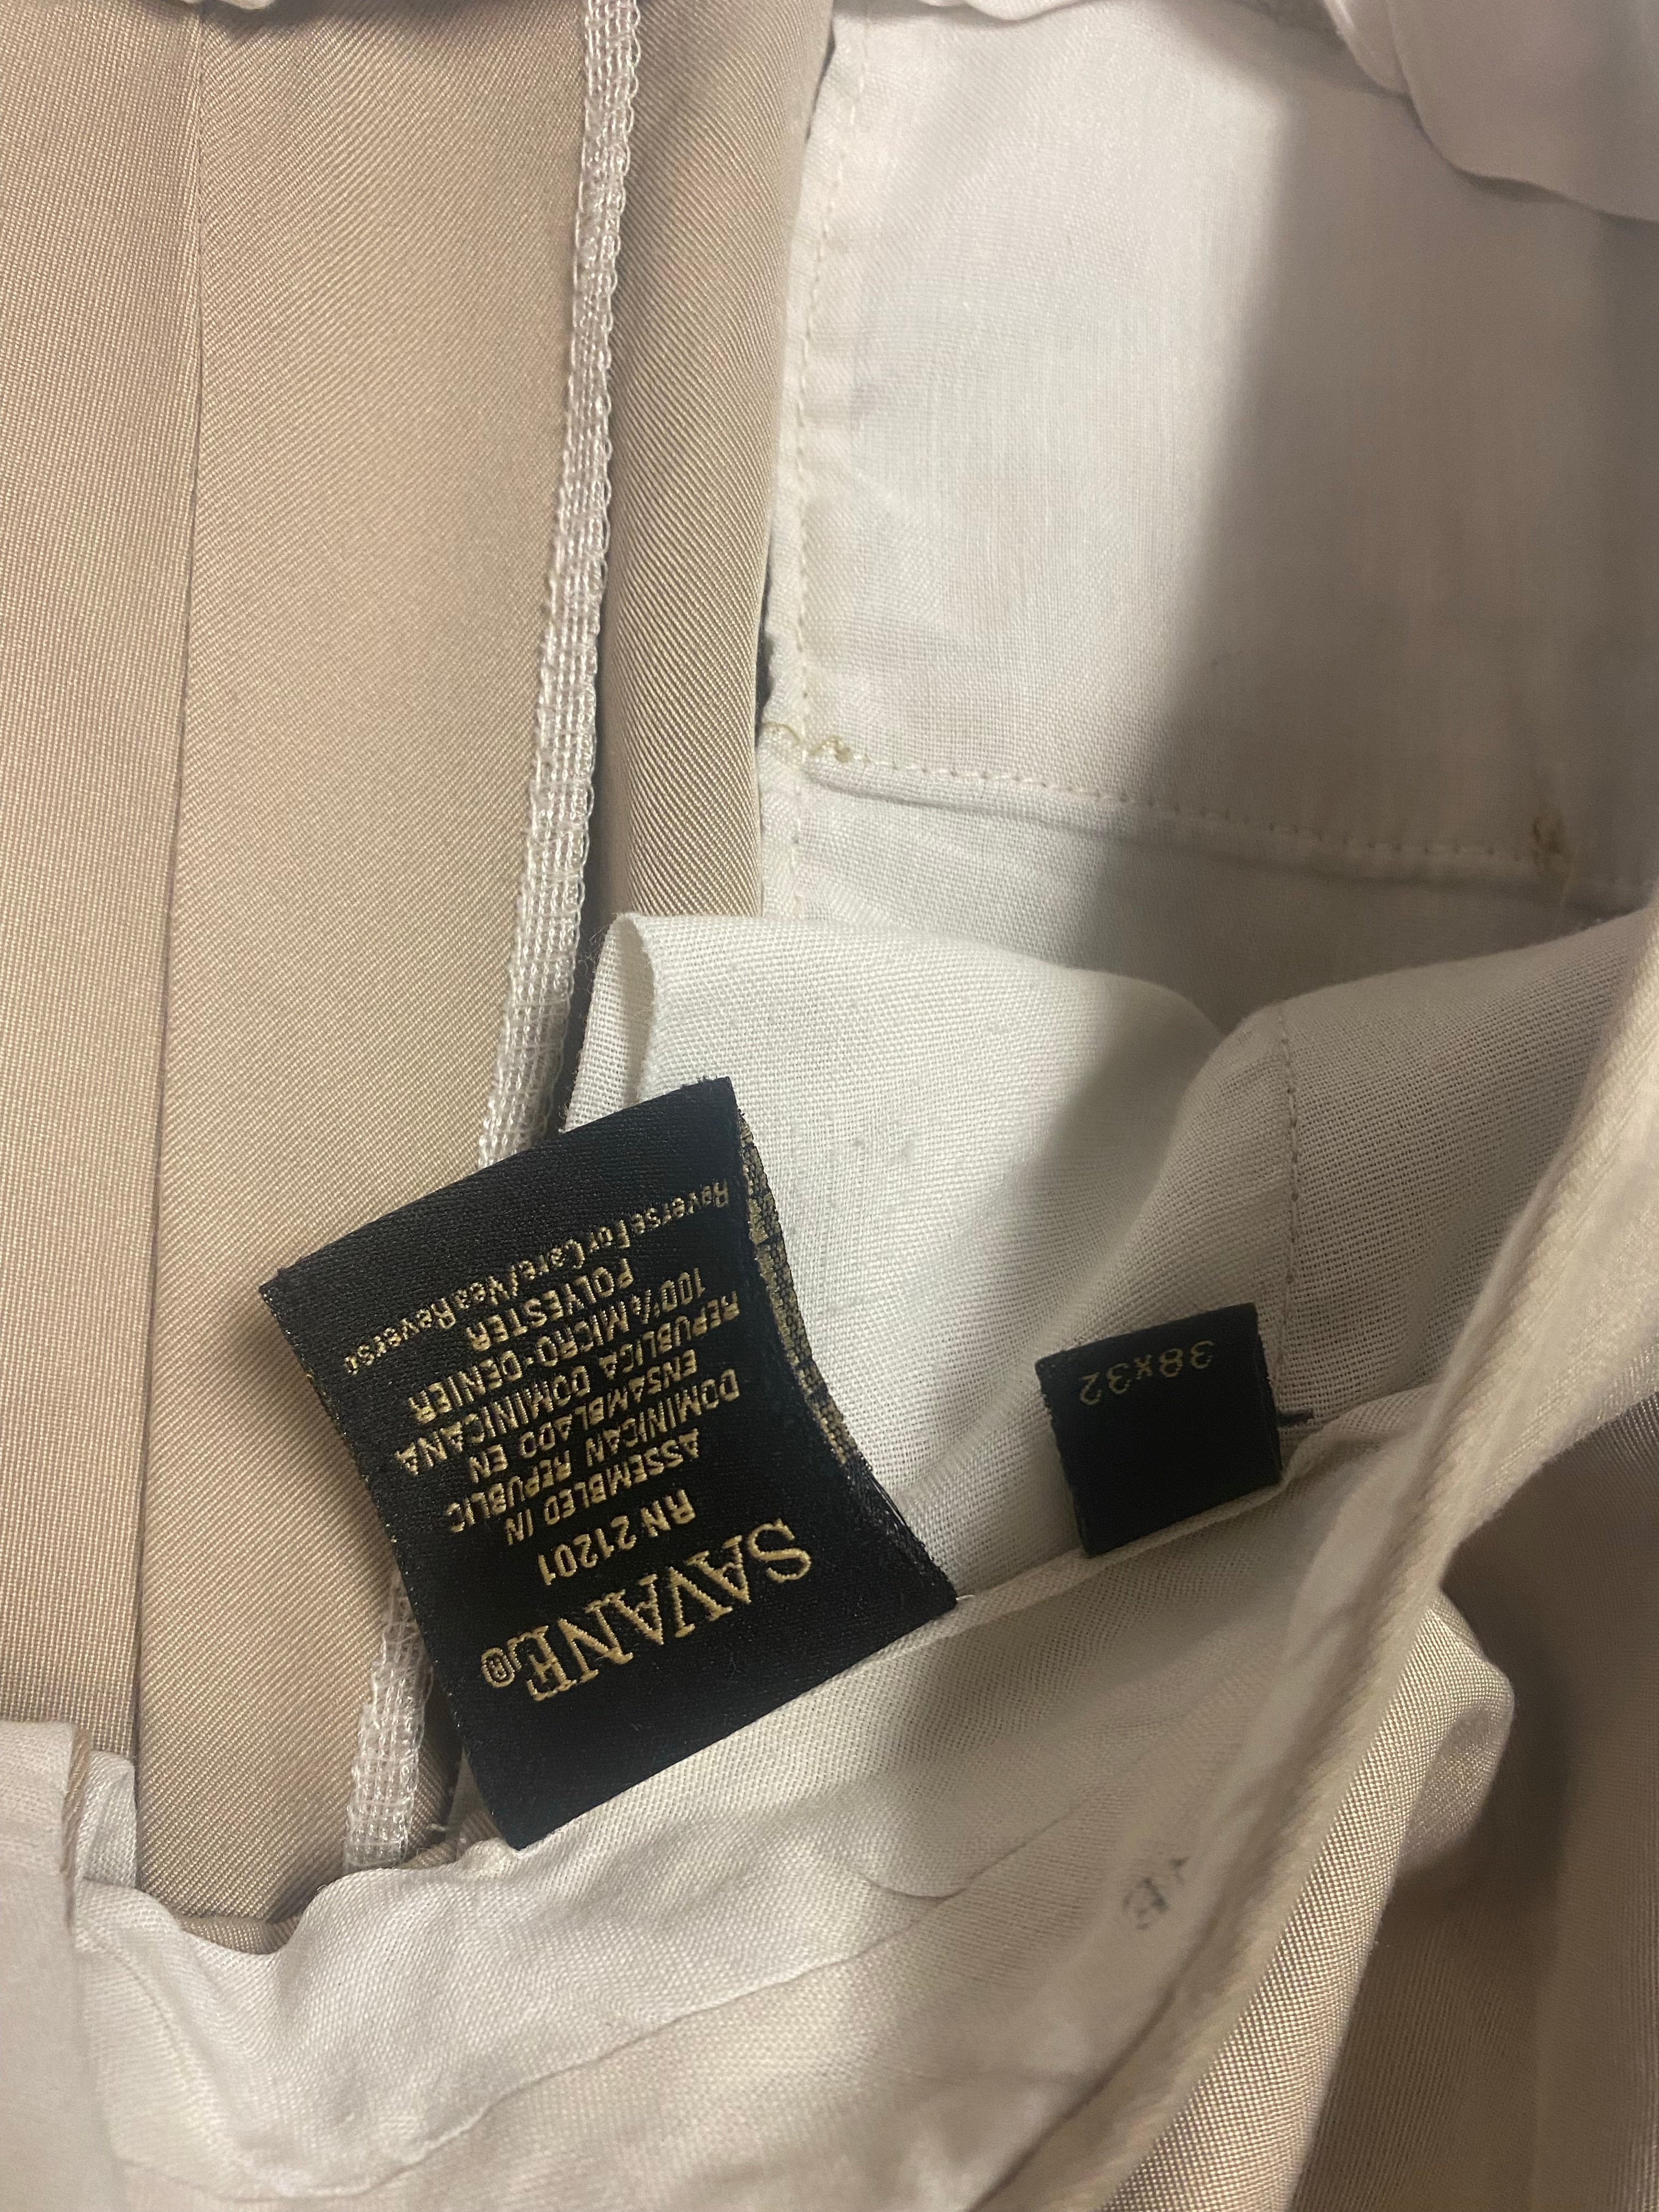 SAVANE®
RN 21201
ASSEMBLED IN
DOMINICAN REPUBLIC
ENSAMBLADO EN
REPUBLICA DOMINICANA
100% MICRO-DENIER
POLYESTER
Reverse For Care/Vea Reverso
38x32